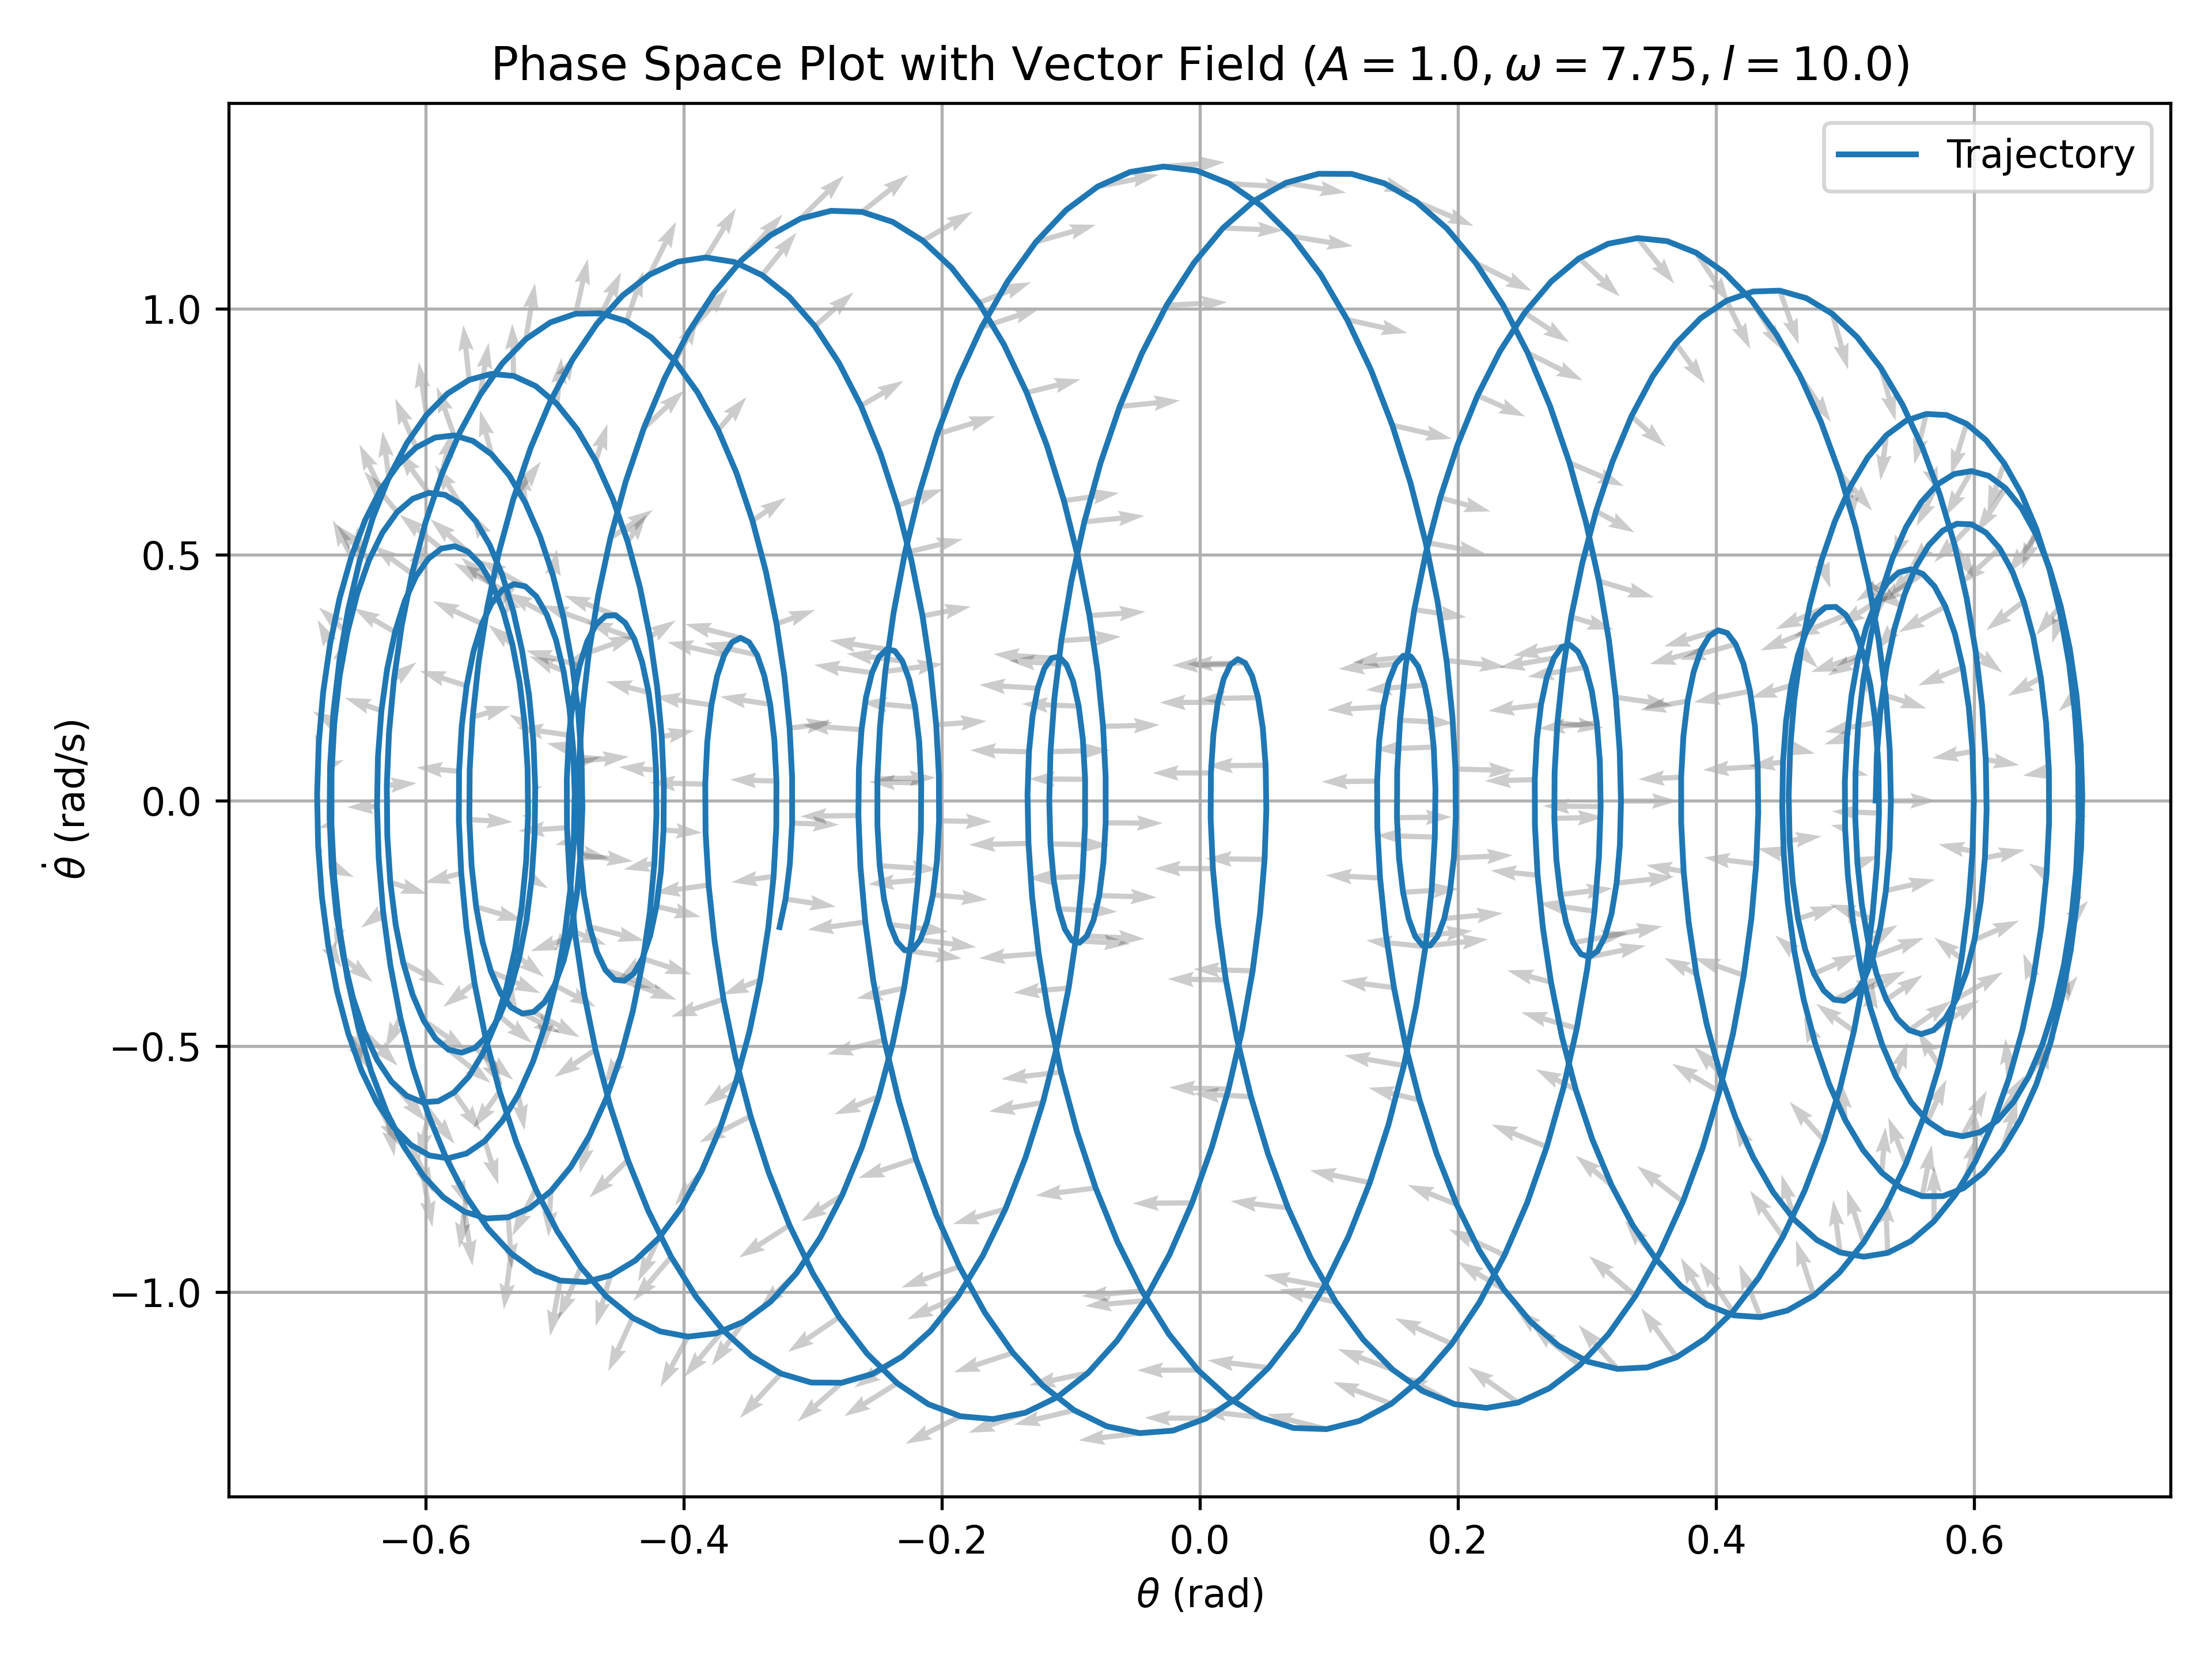 Phase Space Plot with Vector Field (A = 1.0, ω = 7.75, l = 10.0)
Trajectory
1.0
0.5
0.0
−0.5
−1.0
θ̇ (rad/s)
−0.6 −0.4 −0.2 0.0 0.2 0.4 0.6
θ (rad)